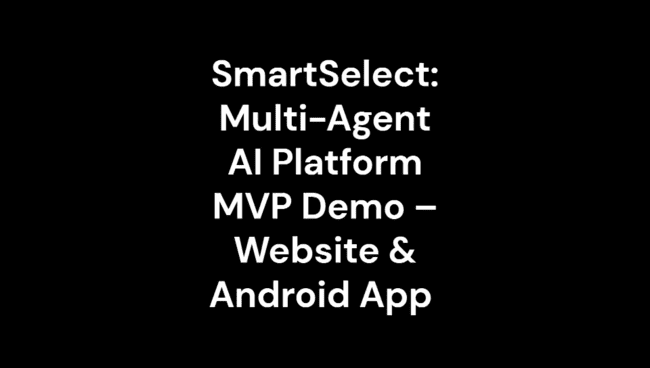 SmartSelect:
Multi-Agent
AI Platform
MVP Demo –
Website &
Android App